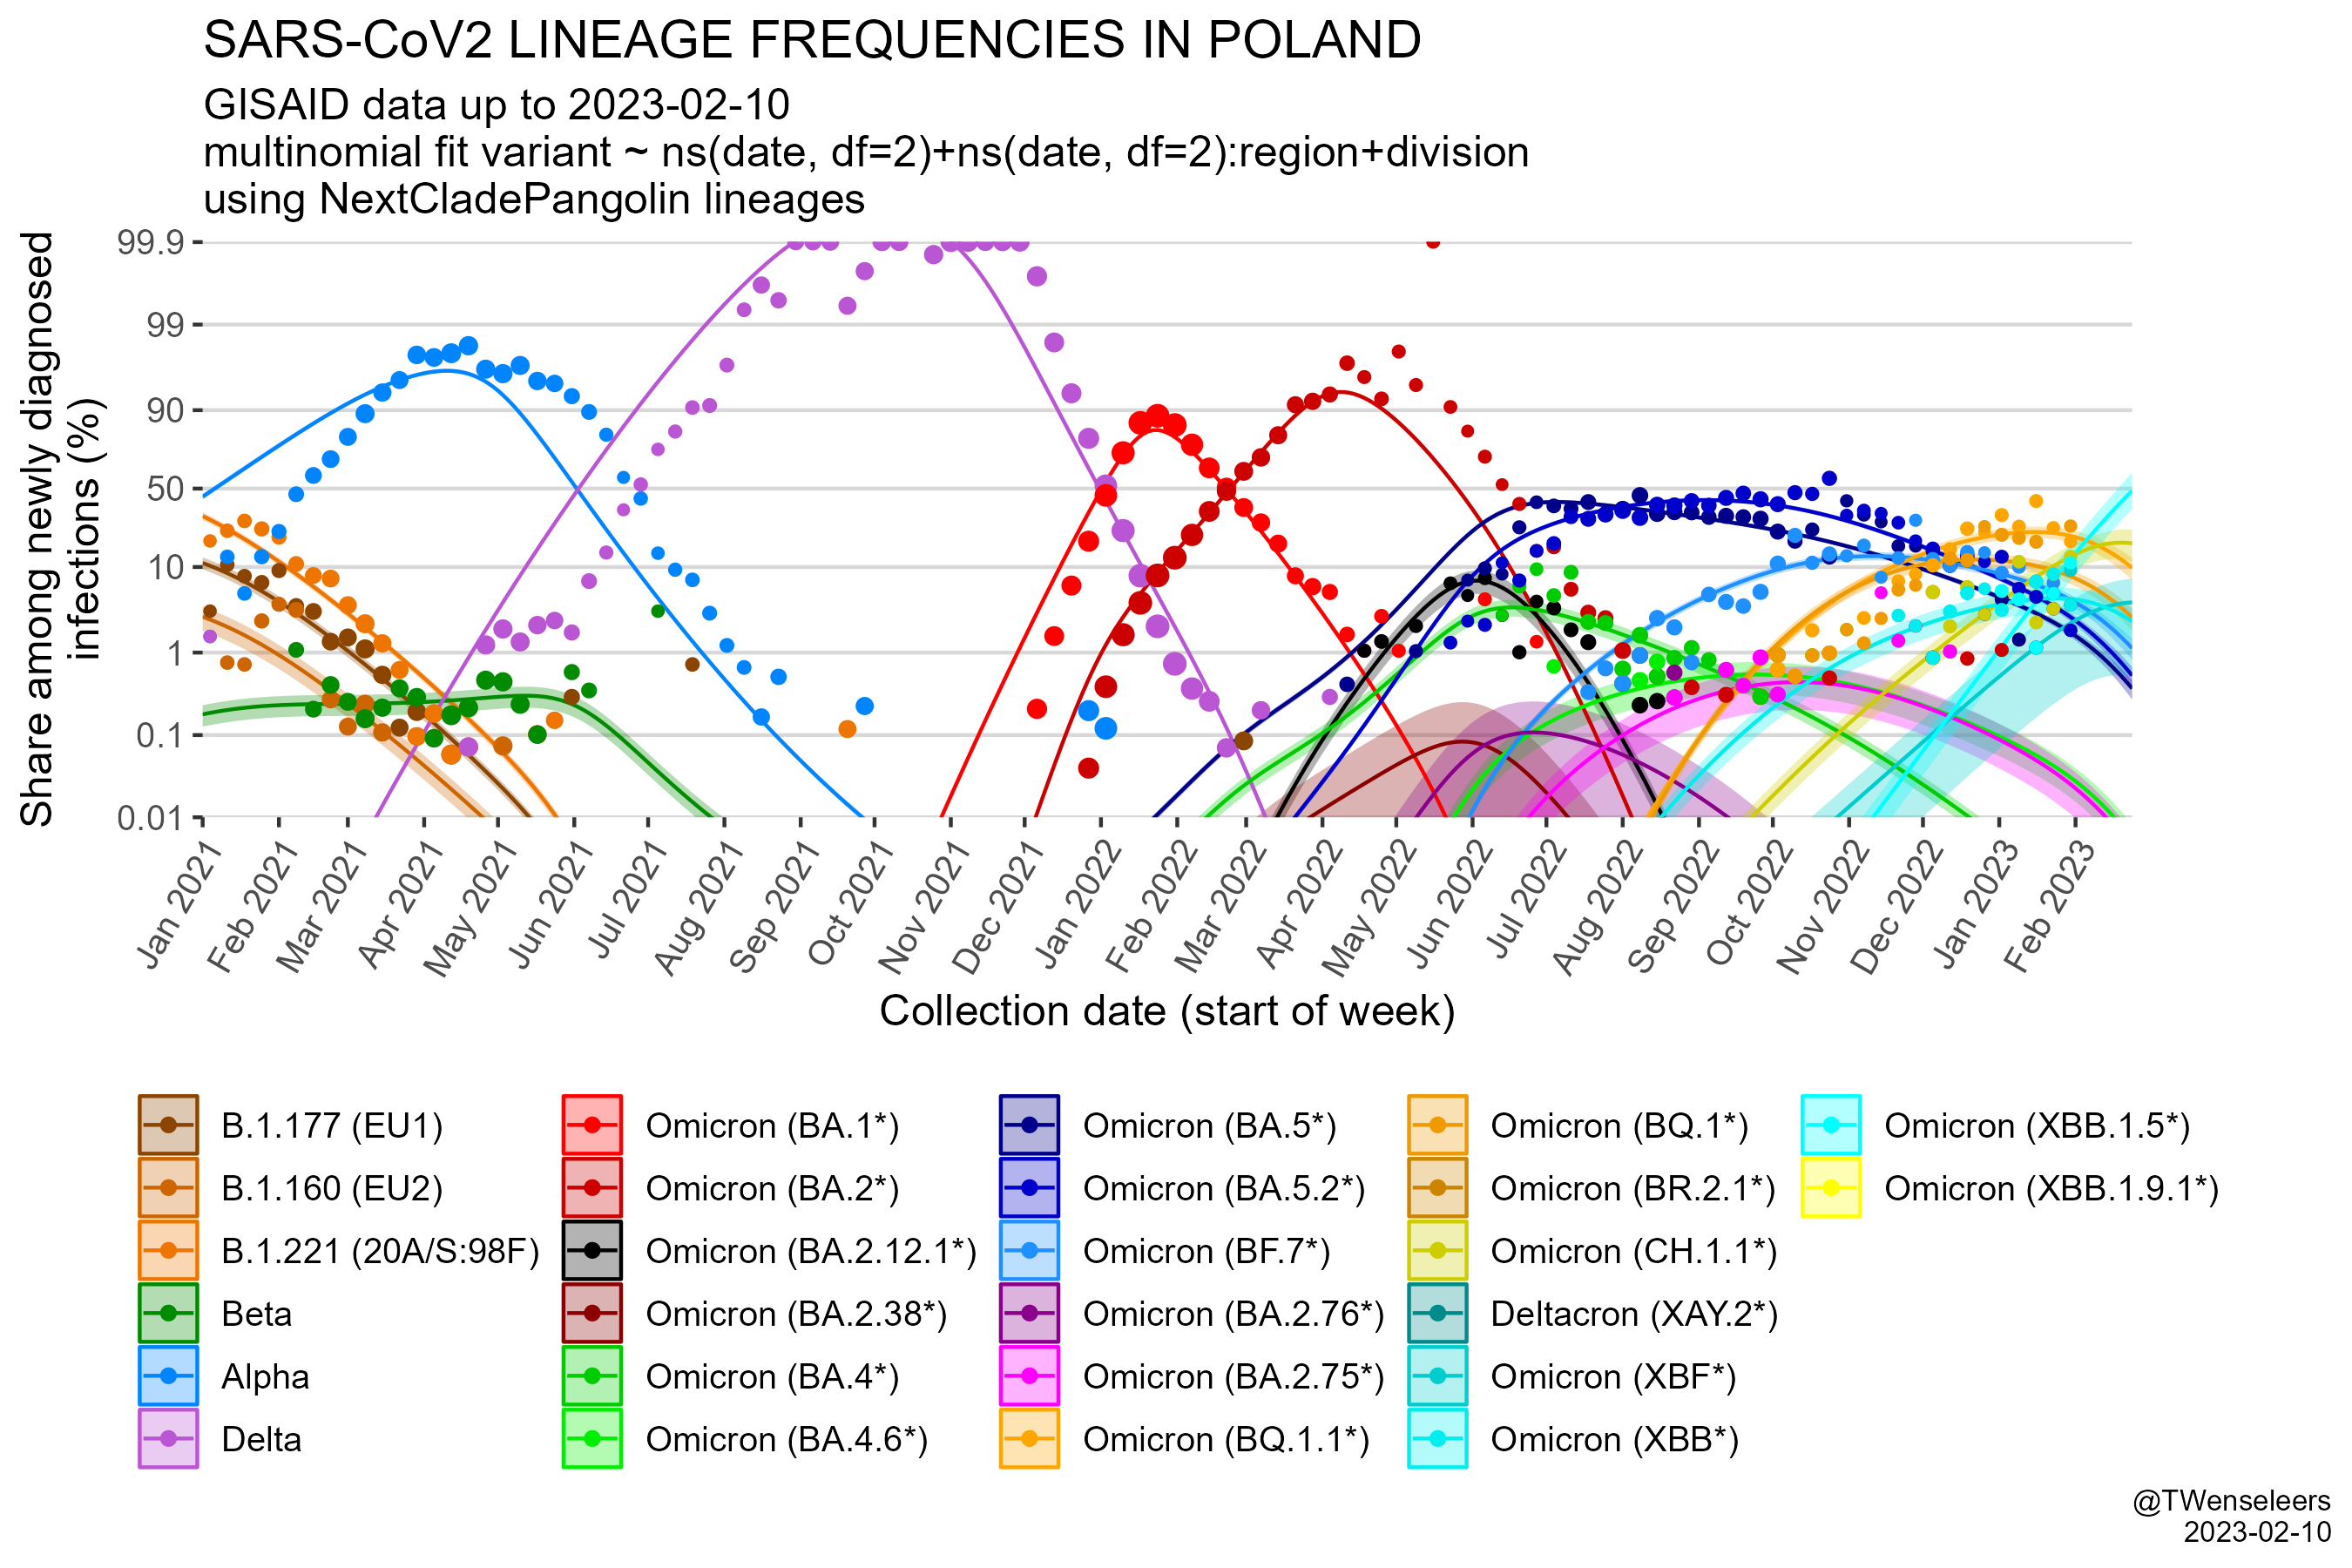 SARS-CoV2 LINEAGE FREQUENCIES IN POLAND
GISAID data up to 2023-02-10
multinomial fit variant ~ ns(date, df=2)+ns(date, df=2):region+division
using NextCladePangolin lineages
Share among newly diagnosed
infections (%)
99.9
99
90
50
10
1
0.1
0.01
Jan 2021
Feb 2021
Mar 2021
Apr 2021
May 2021
Jun 2021
Jul 2021
Aug 2021
Sep 2021
Oct 2021
Nov 2021
Dec 2021
Jan 2022
Feb 2022
Mar 2022
Apr 2022
May 2022
Jun 2022
Jul 2022
Aug 2022
Sep 2022
Oct 2022
Nov 2022
Dec 2022
Jan 2023
Feb 2023
Collection date (start of week)
B.1.177 (EU1)
B.1.160 (EU2)
B.1.221 (20A/S:98F)
Beta
Alpha
Delta
Omicron (BA.1*)
Omicron (BA.2*)
Omicron (BA.2.12.1*)
Omicron (BA.2.38*)
Omicron (BA.4*)
Omicron (BA.4.6*)
Omicron (BA.5*)
Omicron (BA.5.2*)
Omicron (BF.7*)
Omicron (BA.2.76*)
Omicron (BA.2.75*)
Omicron (BQ.1.1*)
Omicron (BQ.1*)
Omicron (BR.2.1*)
Omicron (CH.1.1*)
Deltacron (XAY.2*)
Omicron (XBF*)
Omicron (XBB*)
Omicron (XBB.1.5*)
Omicron (XBB.1.9.1*)
@TWenseleers
2023-02-10